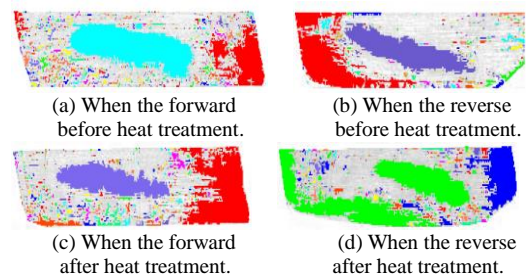 (a) When the forward
before heat treatment.
(b) When the reverse
before heat treatment.
(c) When the forward
after heat treatment.
(d) When the reverse
after heat treatment.